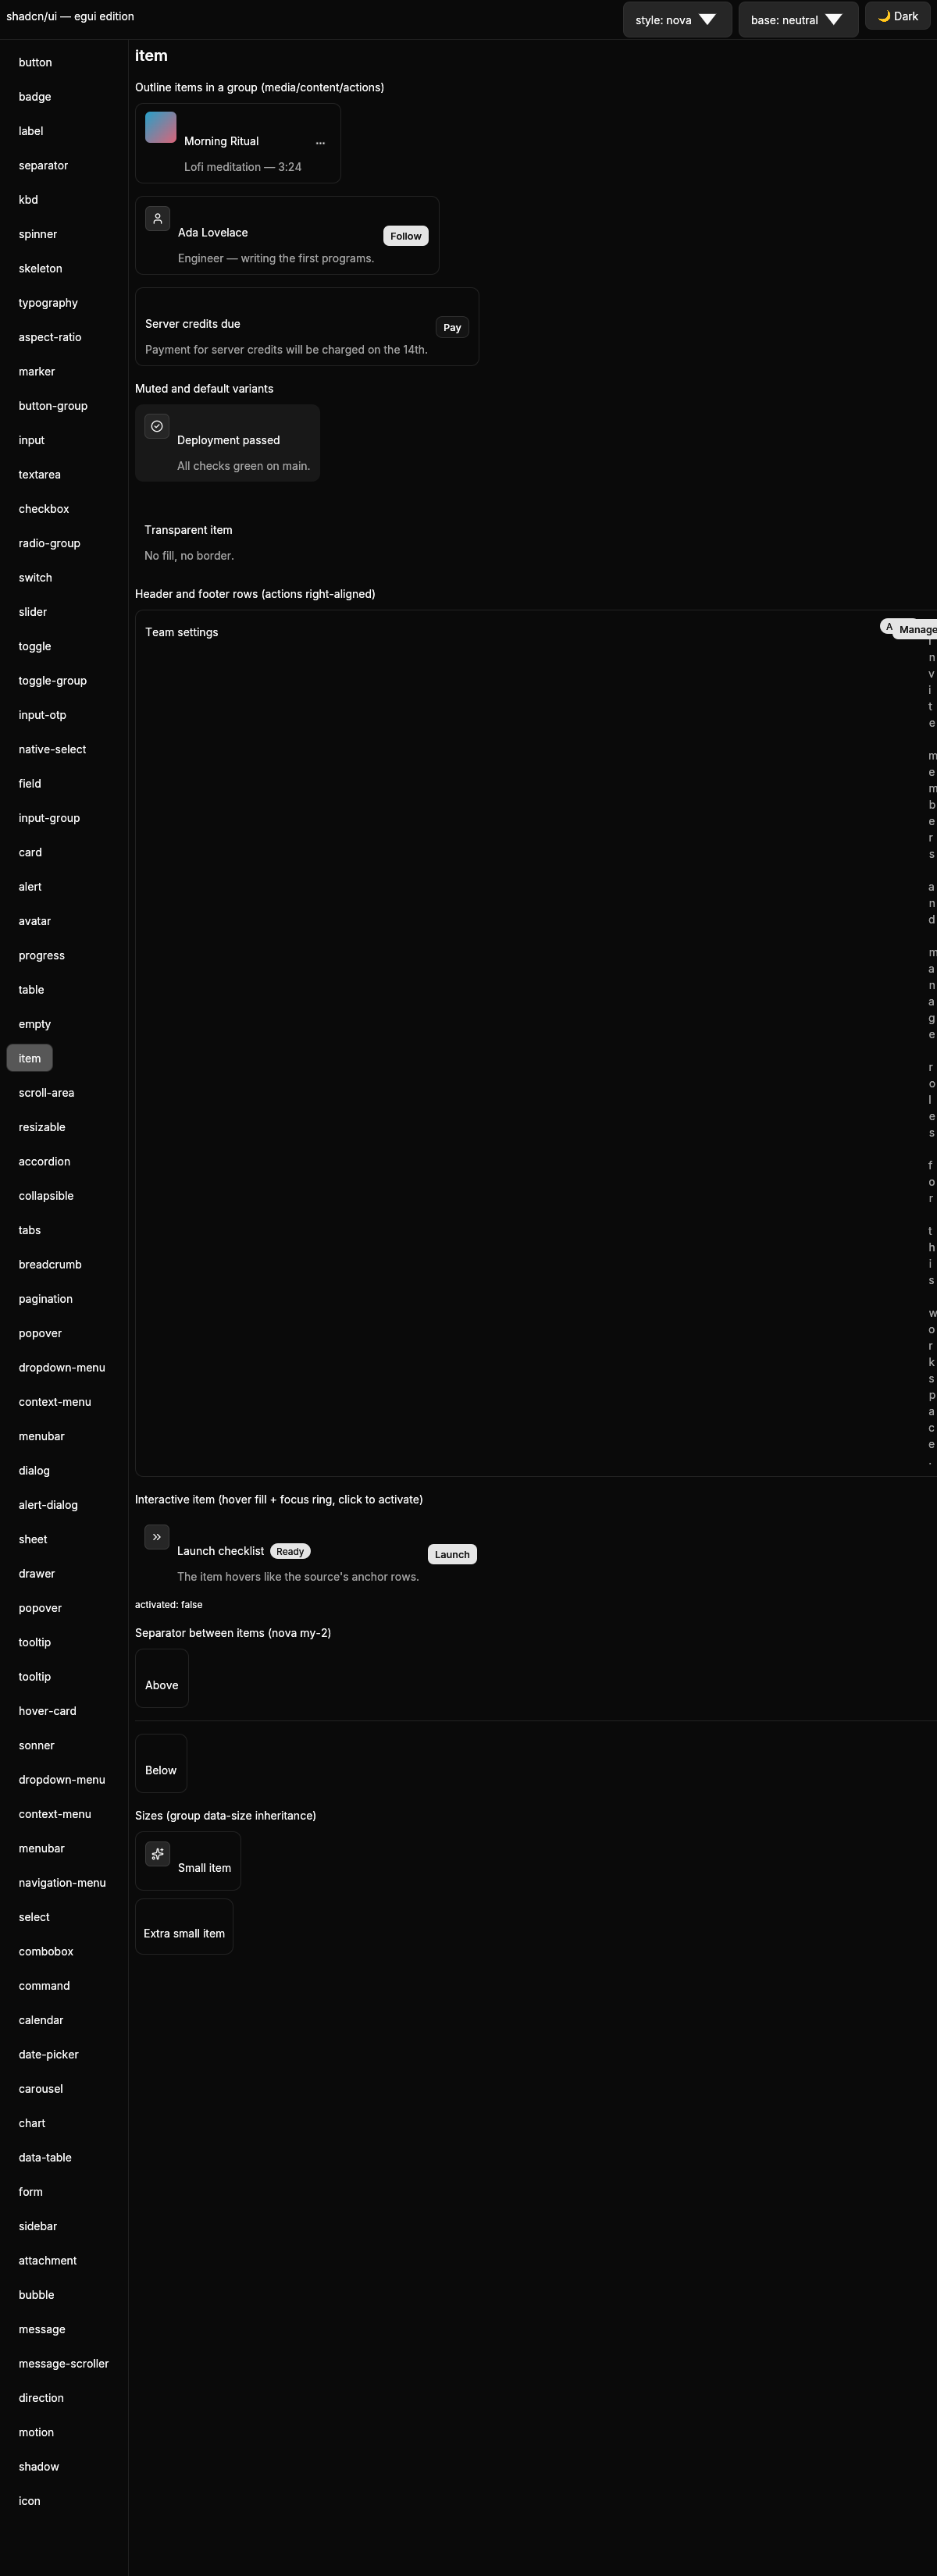 shadcn/ui — egui edition
style: nova
base: neutral
🌙 Dark
button
badge
label
separator
kbd
spinner
skeleton
typography
aspect-ratio
marker
button-group
input
textarea
checkbox
radio-group
switch
slider
toggle
toggle-group
input-otp
native-select
field
input-group
card
alert
avatar
progress
table
empty
item
scroll-area
resizable
accordion
collapsible
tabs
breadcrumb
pagination
popover
dropdown-menu
context-menu
menubar
dialog
alert-dialog
sheet
drawer
popover
tooltip
tooltip
hover-card
sonner
dropdown-menu
context-menu
menubar
navigation-menu
select
combobox
command
calendar
date-picker
carousel
chart
data-table
form
sidebar
attachment
bubble
message
message-scroller
direction
motion
shadow
icon
item
Outline items in a group (media/content/actions)
Morning Ritual
...
Lofi meditation — 3:24
Ada Lovelace
Follow
Engineer — writing the first programs.
Server credits due
Pay
Payment for server credits will be charged on the 14th.
Muted and default variants
Deployment passed
All checks green on main.
Transparent item
No fill, no border.
Header and footer rows (actions right-aligned)
Team settings
A
Manage
I
n
v
i
t
e
m
e
m
b
e
r
s
a
n
d
m
a
n
a
g
e
r
o
l
e
s
f
o
r
t
h
i
s
w
o
r
k
s
p
a
c
e
.
Interactive item (hover fill + focus ring, click to activate)
Launch checklist
Ready
Launch
The item hovers like the source's anchor rows.
activated: false
Separator between items (nova my-2)
Above
Below
Sizes (group data-size inheritance)
Small item
Extra small item